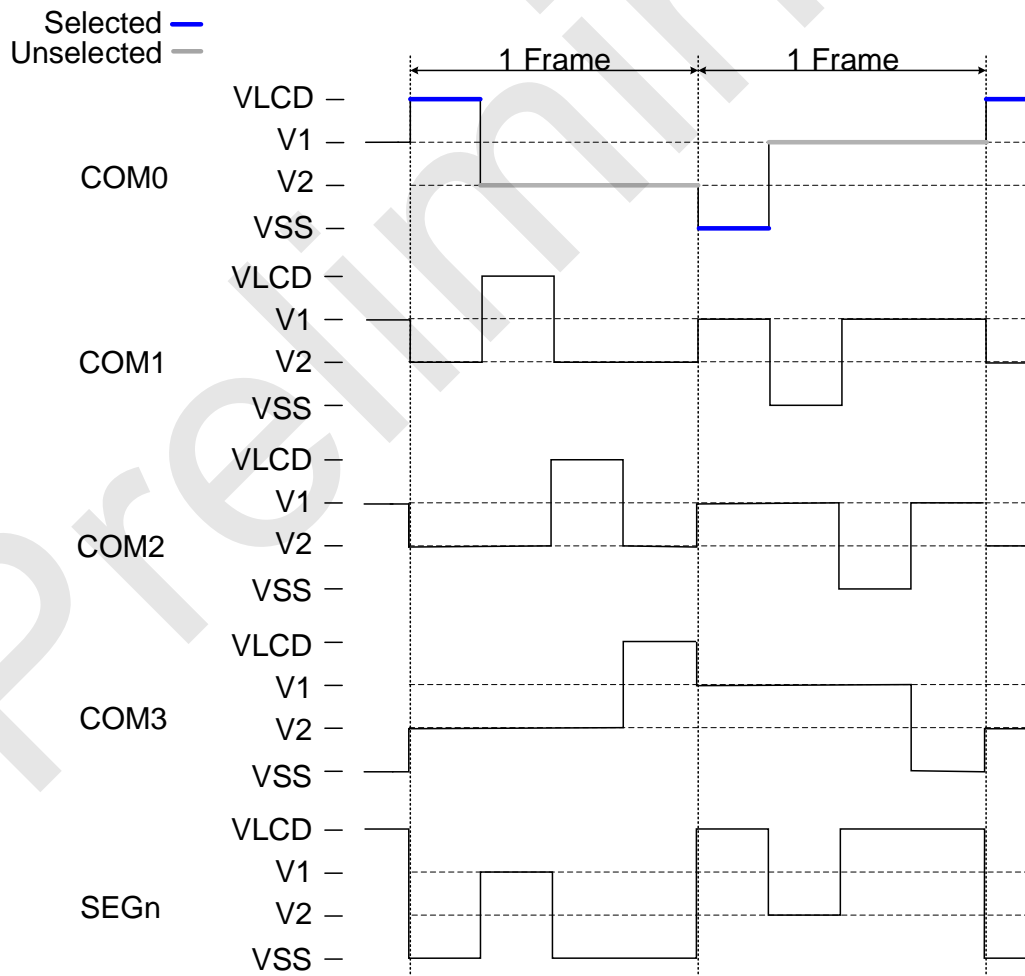 Selected
Unselected
1 Frame 1 Frame
VLCD
V1
COM0
V2
VSS
VLCD
V1
COM1
V2
VSS
VLCD
V1
COM2
V2
VSS
VLCD
V1
COM3
V2
VSS
VLCD
V1
SEGn
V2
VSS
Prelimin